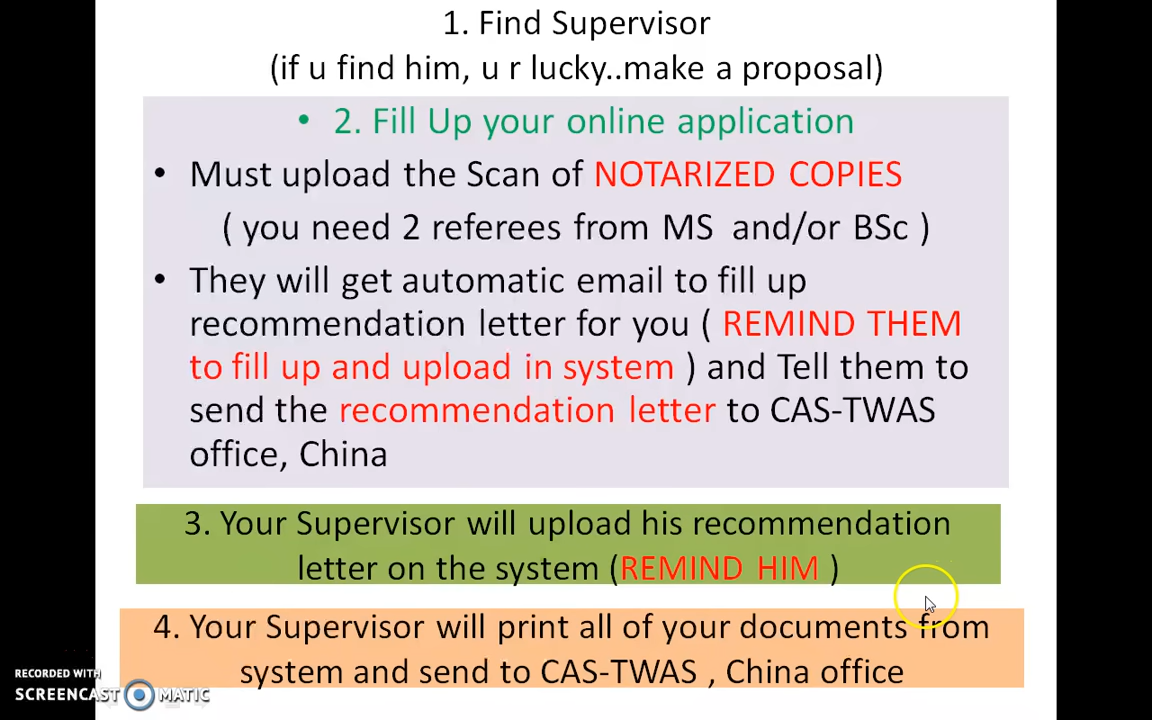 1. Find Supervisor
(if u find him, u r lucky..make a proposal)
• 2. Fill Up your online application
• Must upload the Scan of NOTARIZED COPIES
( you need 2 referees from MS and/or BSc )
• They will get automatic email to fill up
recommendation letter for you ( REMIND THEM
to fill up and upload in system ) and Tell them to
send the recommendation letter to CAS-TWAS
office, China
3. Your Supervisor will upload his recommendation
letter on the system (REMIND HIM )
4. Your Supervisor will print all of your documents from
system and send to CAS-TWAS , China office
RECORDED WITH
SCREENCAST MATIC